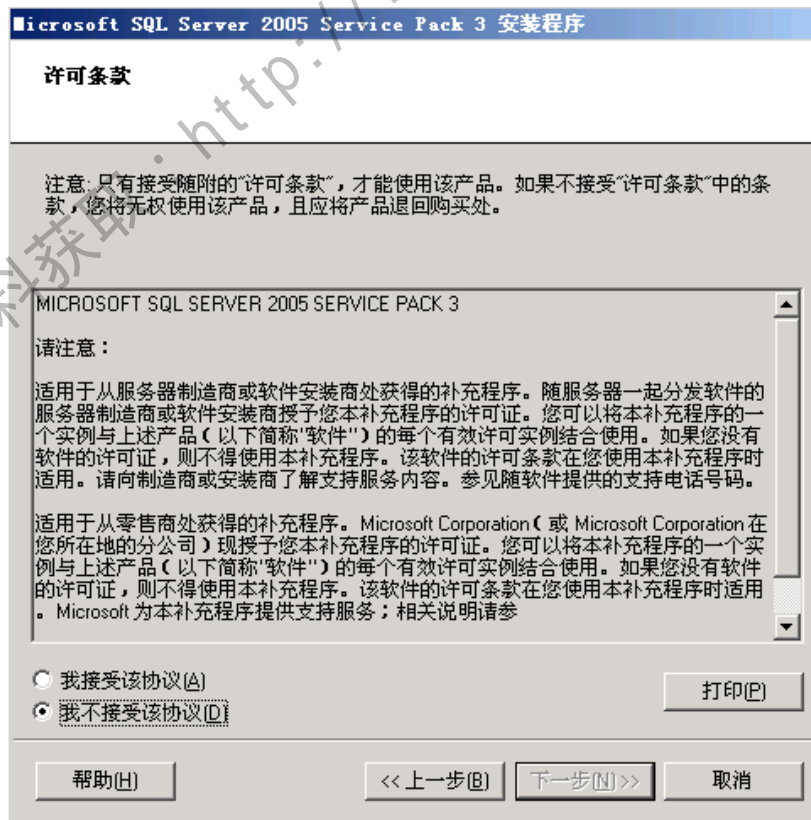 Microsoft SQL Server 2005 Service Pack 3 安装程序
许可条款
注意: 只有接受随附的“许可条款”，才能使用该产品。如果不接受“许可条款”中的条
款，您将无权使用该产品，且应将产品退回购买处。
MICROSOFT SQL SERVER 2005 SERVICE PACK 3
请注意：
适用于从服务器制造商或软件安装商处获得的补充程序。随服务器一起分发软件的
服务器制造商或软件安装商授予您本补充程序的许可证。您可以将本补充程序的一
个实例与上述产品（以下简称"软件"）的每个有效许可实例结合使用。如果您没有
软件的许可证，则不得使用本补充程序。该软件的许可条款在您使用本补充程序时
适用。请向制造商或安装商了解支持服务内容。参见随软件提供的支持电话号码。
适用于从零售商处获得的补充程序。Microsoft Corporation（或 Microsoft Corporation 在
您所在地的分公司）现授予您本补充程序的许可证。您可以将本补充程序的一个实
例与上述产品（以下简称"软件"）的每个有效许可实例结合使用。如果您没有软件
的许可证，则不得使用本补充程序。该软件的许可条款在您使用本补充程序时适用
。Microsoft 为本补充程序提供支持服务；相关说明请参
我接受该协议(A)
打印(P)
我不接受该协议(D)
帮助(H)
<< 上一步(B)
下一步(N) >>
取消
获取：http://